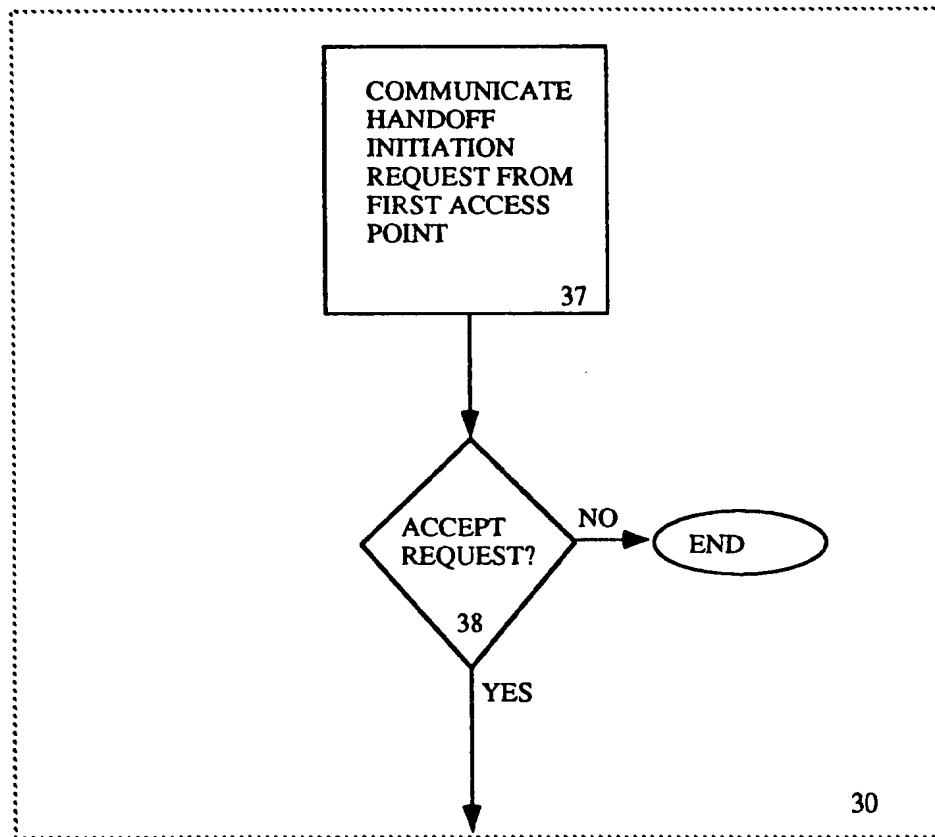 COMMUNICATE
HANDOFF
INITIATION
REQUEST FROM
FIRST ACCESS
POINT
37
ACCEPT
REQUEST?
38
NO
END
YES
30